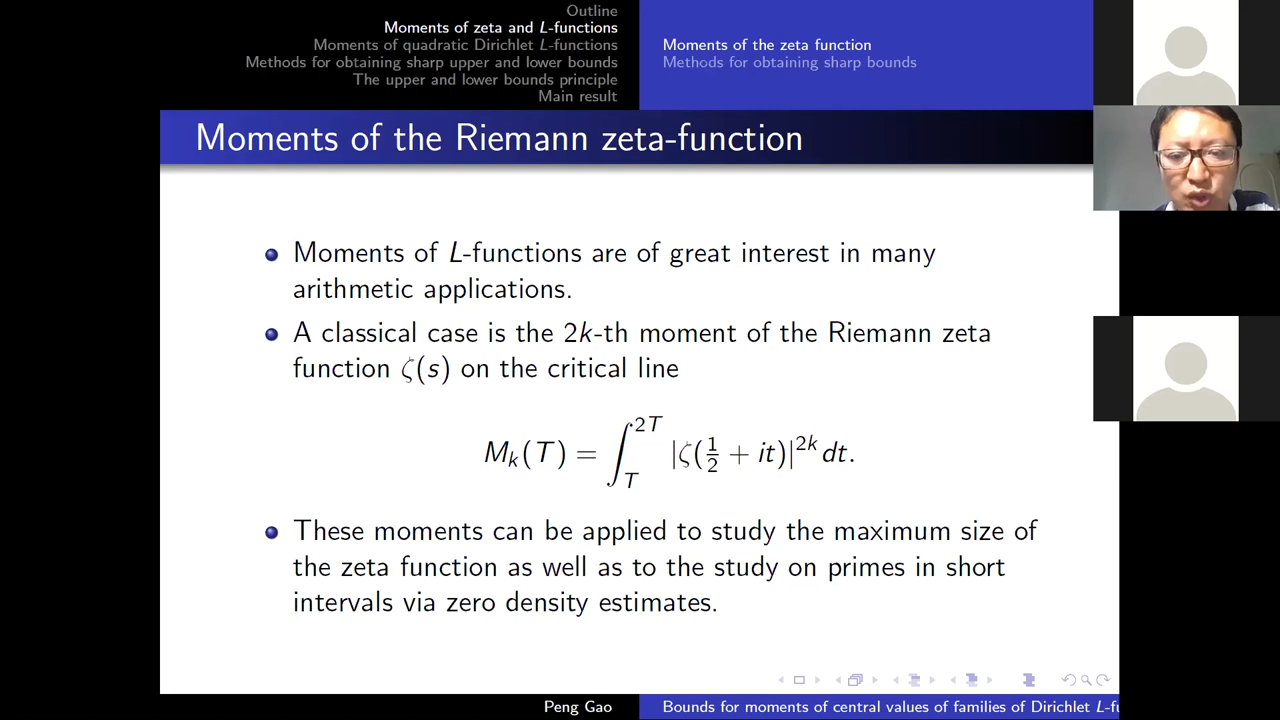 Outline
Moments of zeta and L-functions
Moments of quadratic Dirichlet L-functions
Methods for obtaining sharp upper and lower bounds
The upper and lower bounds principle
Main result
Moments of the zeta function
Methods for obtaining sharp bounds
Moments of the Riemann zeta-function
Moments of L-functions are of great interest in many
arithmetic applications.
A classical case is the 2k-th moment of the Riemann zeta
function ζ(s) on the critical line
M_k(T) = ∫_T^{2T} |ζ(1/2 + it)|^{2k} dt.
These moments can be applied to study the maximum size of
the zeta function as well as to the study on primes in short
intervals via zero density estimates.
Peng Gao
Bounds for moments of central values of families of Dirichlet L-fu